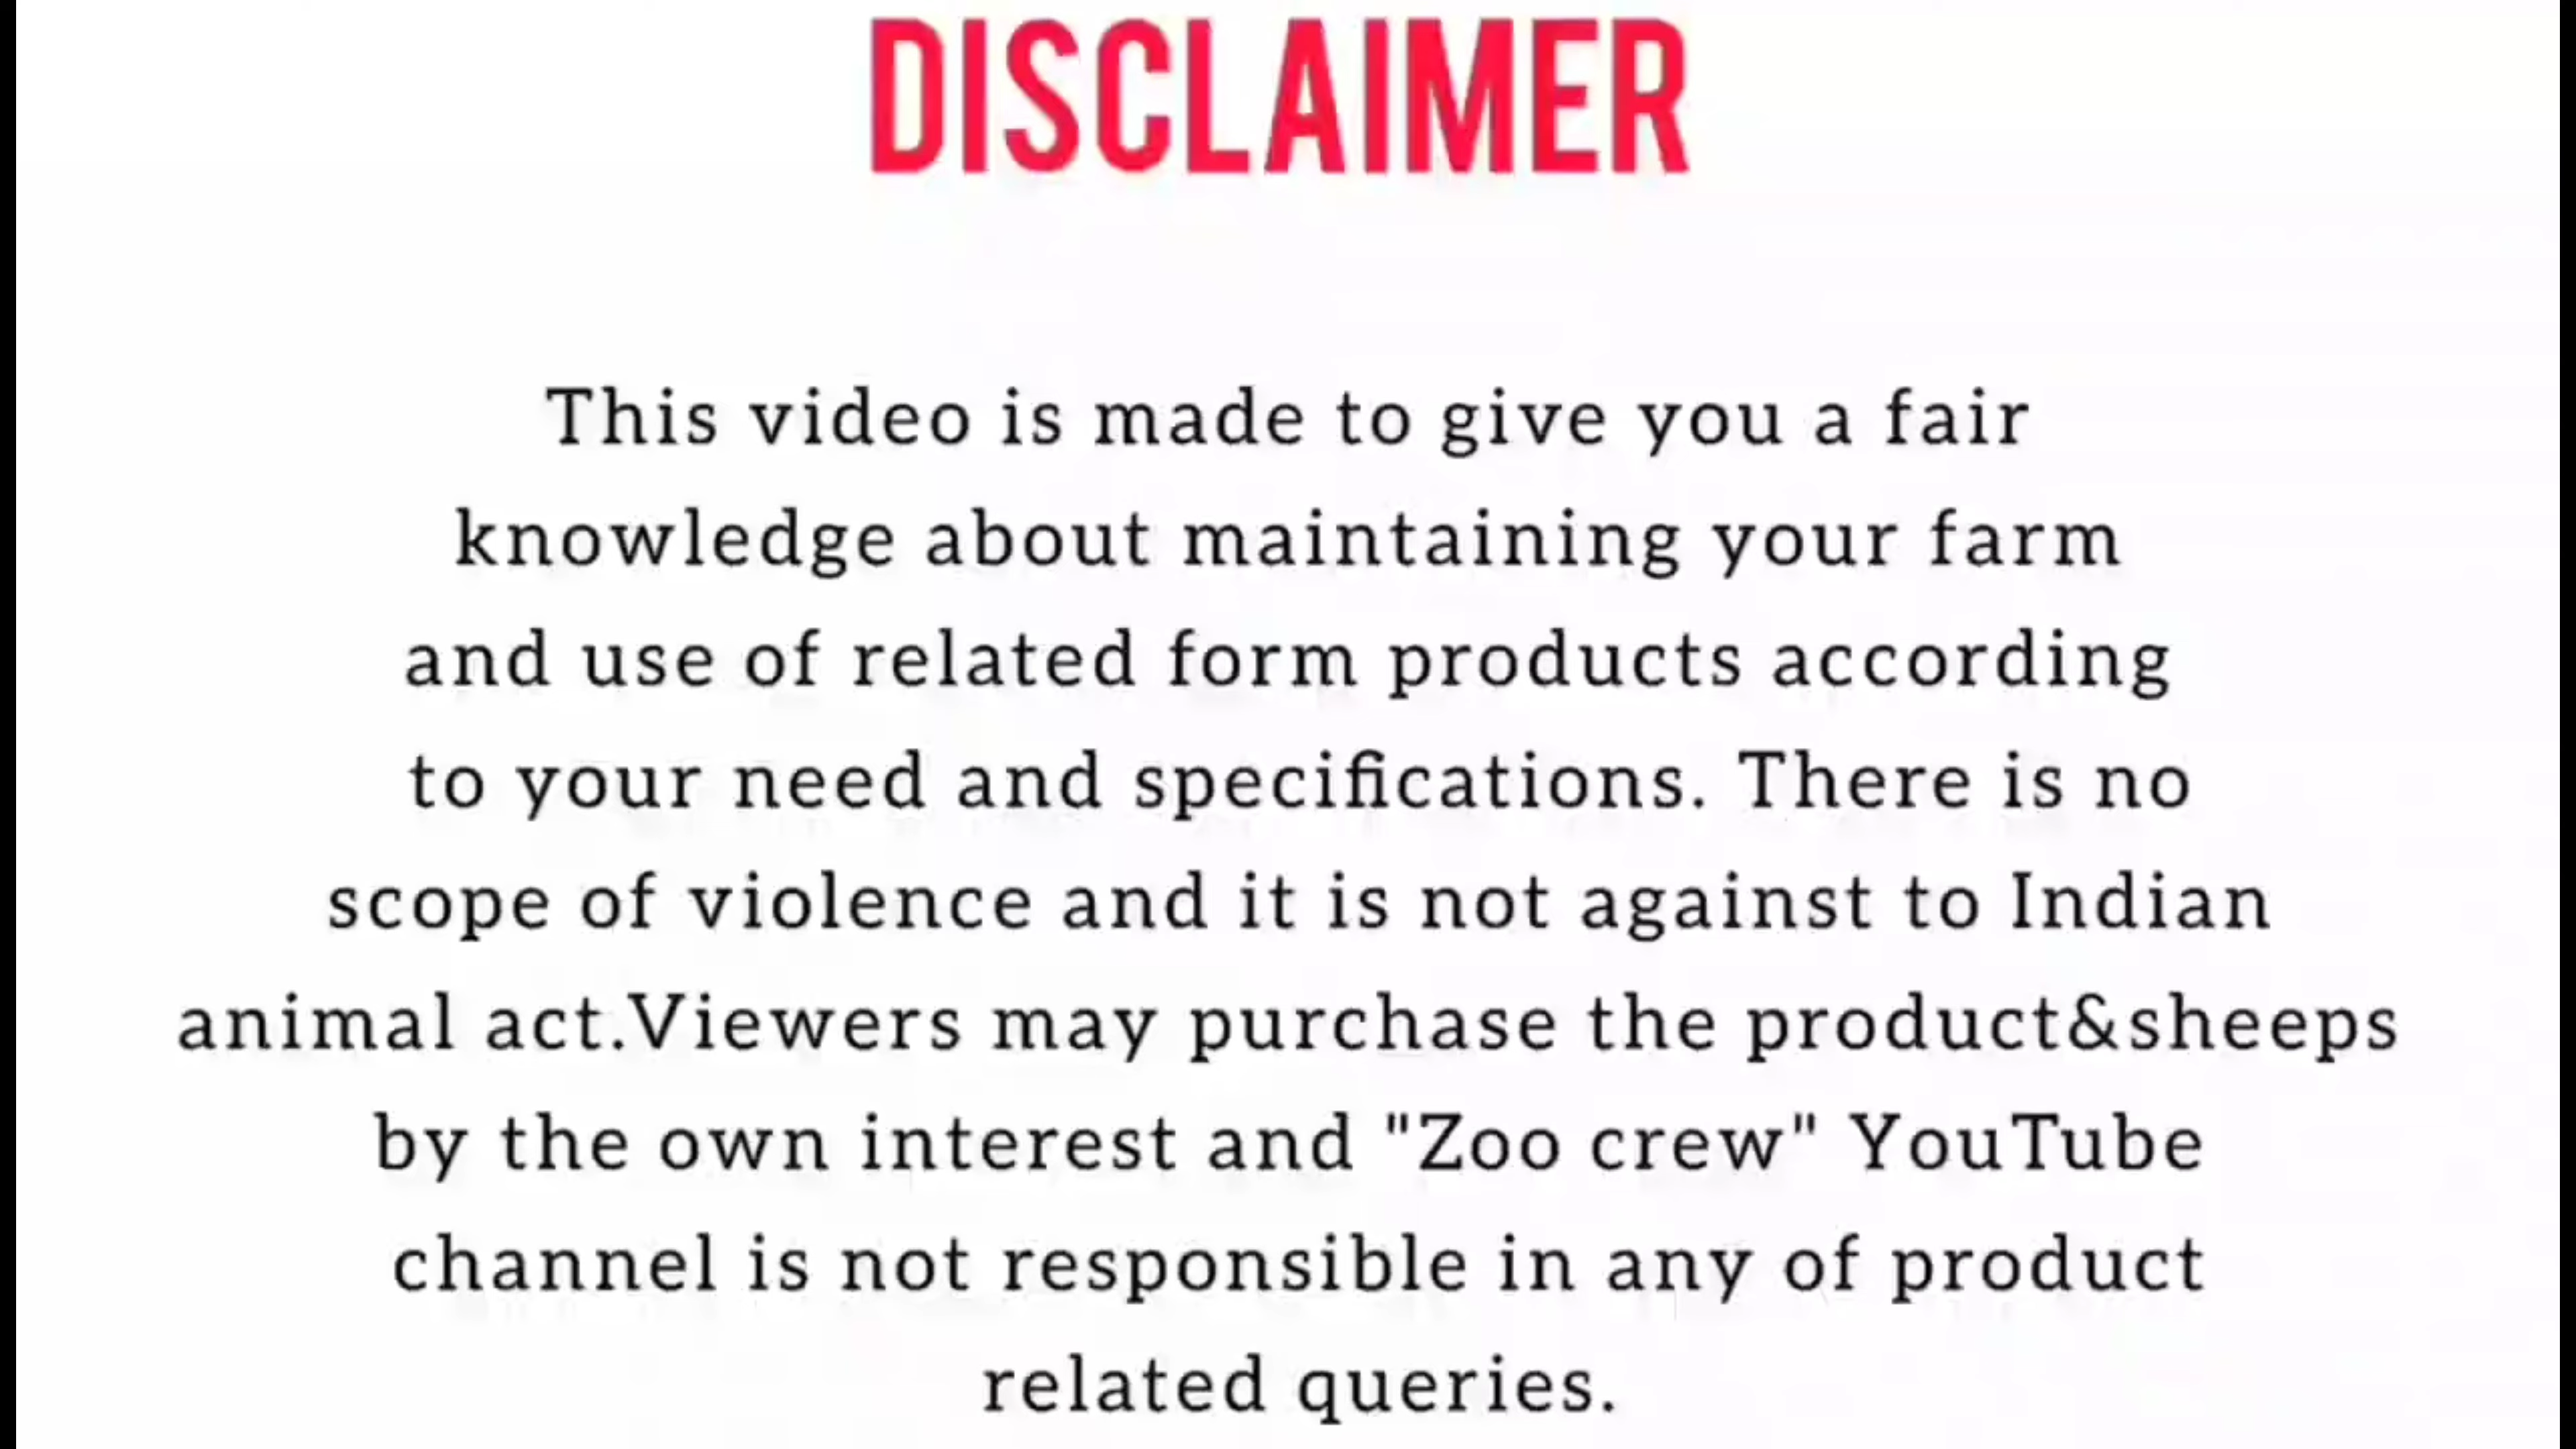 DISCLAIMER
This video is made to give you a fair
knowledge about maintaining your farm
and use of related form products according
to your need and specifications. There is no
scope of violence and it is not against to Indian
animal act.Viewers may purchase the product&sheeps
by the own interest and "Zoo crew" YouTube
channel is not responsible in any of product
related queries.